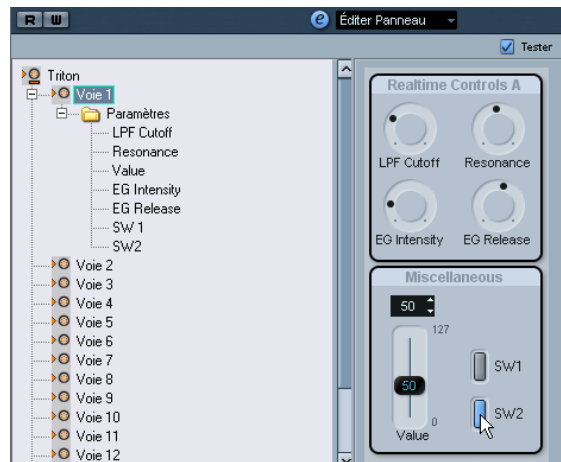 R W e Éditer Panneau
Tester
Triton
Voie 1
Paramètres
LPF Cutoff
Resonance
Value
EG Intensity
EG Release
SW 1
SW2
Voie 2
Voie 3
Voie 4
Voie 5
Voie 6
Voie 7
Voie 8
Voie 9
Voie 10
Voie 11
Voie 12
Realtime Controls A
LPF Cutoff Resonance
EG Intensity EG Release
Miscellaneous
50
127
50
0
Value
SW1
SW2